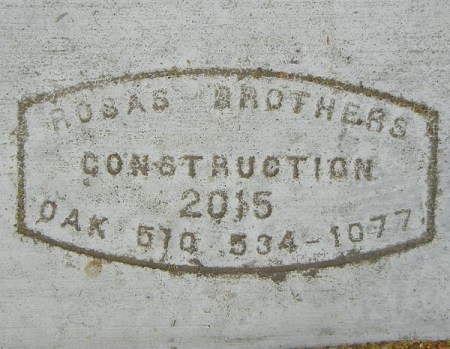 ROSAS BROTHERS
CONSTRUCTION
2015
OAK 510 534-1077